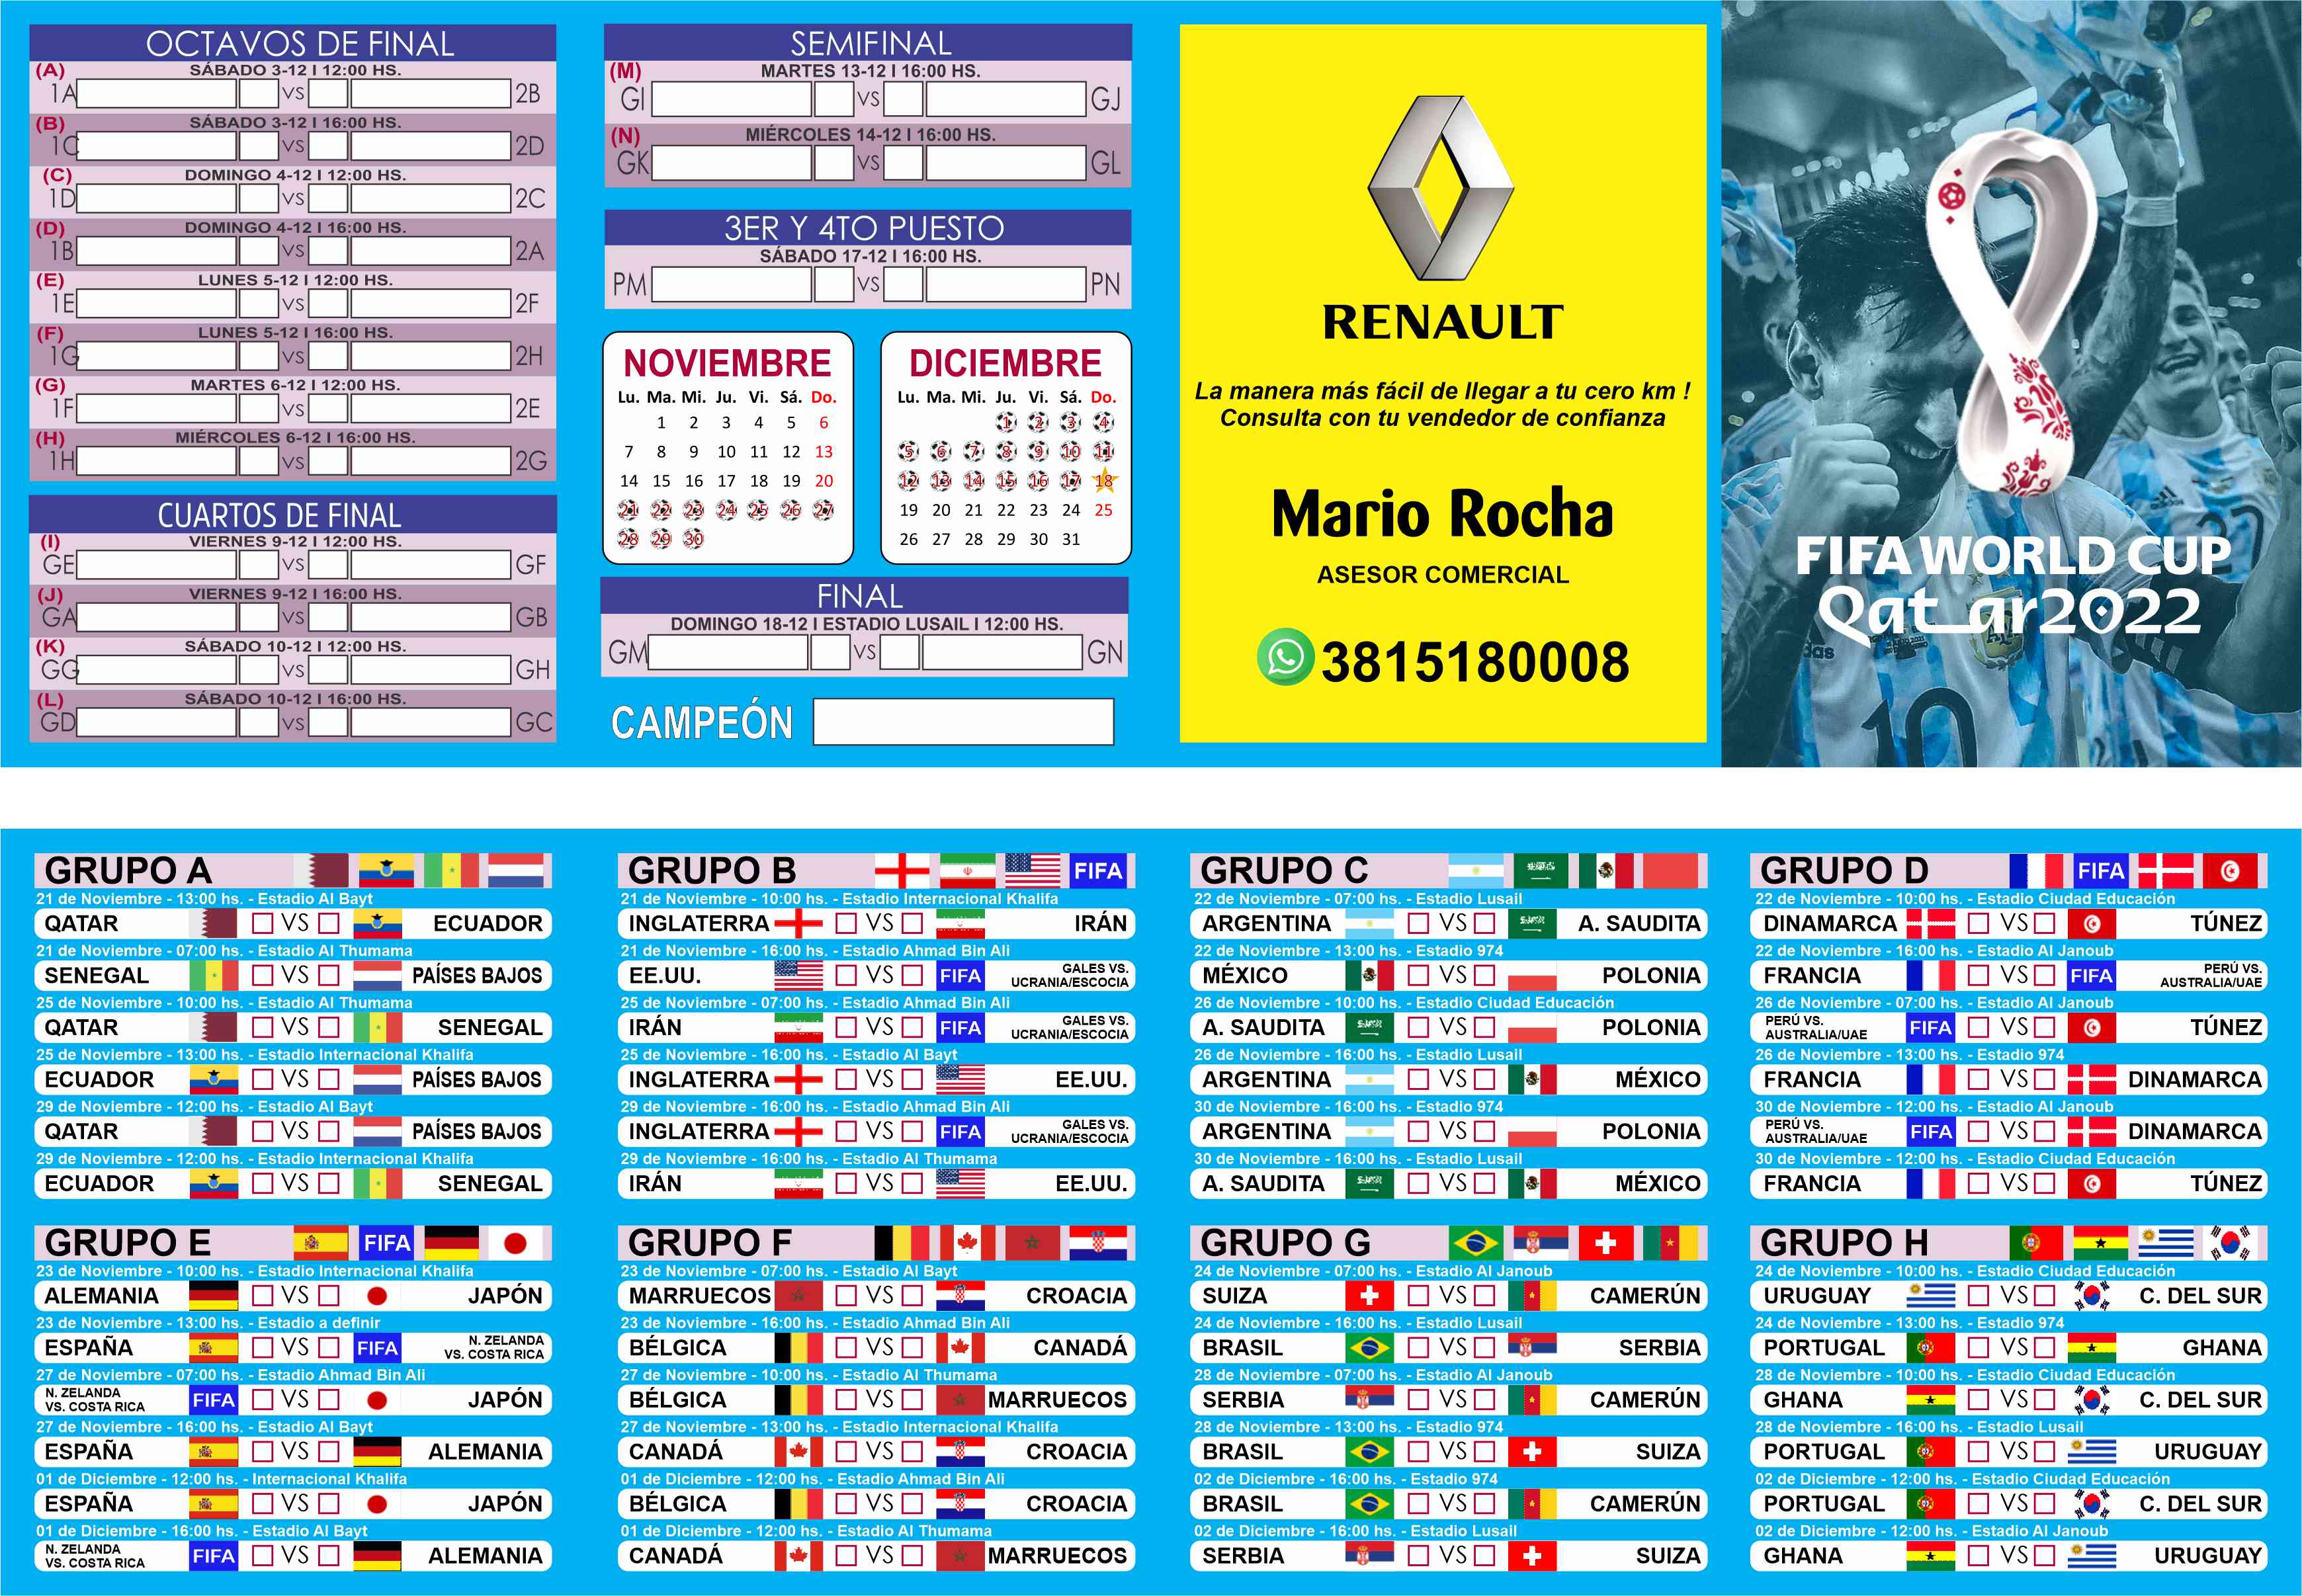 OCTAVOS DE FINAL
(A) SÁBADO 3-12 I 12:00 HS.
1A VS 2B
(B) SÁBADO 3-12 I 16:00 HS.
1C VS 2D
(C) DOMINGO 4-12 I 12:00 HS.
1D VS 2C
(D) DOMINGO 4-12 I 16:00 HS.
1B VS 2A
(E) LUNES 5-12 I 12:00 HS.
1E VS 2F
(F) LUNES 5-12 I 16:00 HS.
1G VS 2H
(G) MARTES 6-12 I 12:00 HS.
1F VS 2E
(H) MIÉRCOLES 6-12 I 16:00 HS.
1H VS 2G
CUARTOS DE FINAL
(I) VIERNES 9-12 I 12:00 HS.
GE VS GF
(J) VIERNES 9-12 I 16:00 HS.
GA VS GB
(K) SÁBADO 10-12 I 12:00 HS.
GG VS GH
(L) SÁBADO 10-12 I 16:00 HS.
GD VS GC
SEMIFINAL
(M) MARTES 13-12 I 16:00 HS.
GI VS GJ
(N) MIÉRCOLES 14-12 I 16:00 HS.
GK VS GL
3ER Y 4TO PUESTO
SÁBADO 17-12 I 16:00 HS.
PM VS PN
NOVIEMBRE
Lu. Ma. Mi. Ju. Vi. Sá. Do.
1 2 3 4 5 6
7 8 9 10 11 12 13
14 15 16 17 18 19 20
21 22 23 24 25 26 27
28 29 30
DICIEMBRE
Lu. Ma. Mi. Ju. Vi. Sá. Do.
1 2 3 4
5 6 7 8 9 10 11
12 13 14 15 16 17 18
19 20 21 22 23 24 25
26 27 28 29 30 31
FINAL
DOMINGO 18-12 I ESTADIO LUSAIL I 12:00 HS.
GM VS GN
CAMPEÓN
RENAULT
La manera más fácil de llegar a tu cero km !
Consulta con tu vendedor de confianza
Mario Rocha
ASESOR COMERCIAL
3815180008
FIFA WORLD CUP
Qatar2022
adas
AFA
10
27
GRUPO A
21 de Noviembre - 13:00 hs. - Estadio Al Bayt
QATAR VS ECUADOR
21 de Noviembre - 07:00 hs. - Estadio Al Thumama
SENEGAL VS PAÍSES BAJOS
25 de Noviembre - 10:00 hs. - Estadio Al Thumama
QATAR VS SENEGAL
25 de Noviembre - 13:00 hs. - Estadio Internacional Khalifa
ECUADOR VS PAÍSES BAJOS
29 de Noviembre - 12:00 hs. - Estadio Al Bayt
QATAR VS PAÍSES BAJOS
29 de Noviembre - 12:00 hs. - Estadio Internacional Khalifa
ECUADOR VS SENEGAL
GRUPO B FIFA
21 de Noviembre - 10:00 hs. - Estadio Internacional Khalifa
INGLATERRA VS IRÁN
21 de Noviembre - 16:00 hs. - Estadio Ahmad Bin Ali
EE.UU. VS FIFA GALES VS.
UCRANIA/ESCOCIA
25 de Noviembre - 07:00 hs. - Estadio Ahmad Bin Ali
IRÁN VS FIFA GALES VS.
UCRANIA/ESCOCIA
25 de Noviembre - 16:00 hs. - Estadio Al Bayt
INGLATERRA VS EE.UU.
29 de Noviembre - 16:00 hs. - Estadio Ahmad Bin Ali
INGLATERRA VS FIFA GALES VS.
UCRANIA/ESCOCIA
29 de Noviembre - 16:00 hs. - Estadio Al Thumama
IRÁN VS EE.UU.
GRUPO C
22 de Noviembre - 07:00 hs. - Estadio Lusail
ARGENTINA VS A. SAUDITA
22 de Noviembre - 13:00 hs. - Estadio 974
MÉXICO VS POLONIA
26 de Noviembre - 10:00 hs. - Estadio Ciudad Educación
A. SAUDITA VS POLONIA
26 de Noviembre - 16:00 hs. - Estadio Lusail
ARGENTINA VS MÉXICO
30 de Noviembre - 16:00 hs. - Estadio 974
ARGENTINA VS POLONIA
30 de Noviembre - 16:00 hs. - Estadio Lusail
A. SAUDITA VS MÉXICO
GRUPO D FIFA
22 de Noviembre - 10:00 hs. - Estadio Ciudad Educación
DINAMARCA VS TÚNEZ
22 de Noviembre - 16:00 hs. - Estadio Al Janoub
FRANCIA VS FIFA PERÚ VS.
AUSTRALIA/UAE
26 de Noviembre - 07:00 hs. - Estadio Al Janoub
PERÚ VS.
AUSTRALIA/UAE FIFA VS TÚNEZ
26 de Noviembre - 13:00 hs. - Estadio 974
FRANCIA VS DINAMARCA
30 de Noviembre - 12:00 hs. - Estadio Al Janoub
PERÚ VS.
AUSTRALIA/UAE FIFA VS DINAMARCA
30 de Noviembre - 12:00 hs. - Estadio Ciudad Educación
FRANCIA VS TÚNEZ
GRUPO E FIFA
23 de Noviembre - 10:00 hs. - Estadio Internacional Khalifa
ALEMANIA VS JAPÓN
23 de Noviembre - 13:00 hs. - Estadio a definir
ESPAÑA VS FIFA N. ZELANDA
VS. COSTA RICA
27 de Noviembre - 07:00 hs. - Estadio Ahmad Bin Ali
N. ZELANDA
VS. COSTA RICA FIFA VS JAPÓN
27 de Noviembre - 16:00 hs. - Estadio Al Bayt
ESPAÑA VS ALEMANIA
01 de Diciembre - 12:00 hs. - Internacional Khalifa
ESPAÑA VS JAPÓN
01 de Diciembre - 16:00 hs. - Estadio Al Bayt
N. ZELANDA
VS. COSTA RICA FIFA VS ALEMANIA
GRUPO F
23 de Noviembre - 07:00 hs. - Estadio Al Bayt
MARRUECOS VS CROACIA
23 de Noviembre - 16:00 hs. - Estadio Ahmad Bin Ali
BÉLGICA VS CANADÁ
27 de Noviembre - 10:00 hs. - Estadio Al Thumama
BÉLGICA VS MARRUECOS
27 de Noviembre - 13:00 hs. - Estadio Internacional Khalifa
CANADÁ VS CROACIA
01 de Diciembre - 12:00 hs. - Estadio Ahmad Bin Ali
BÉLGICA VS CROACIA
01 de Diciembre - 12:00 hs. - Estadio Al Thumama
CANADÁ VS MARRUECOS
GRUPO G
24 de Noviembre - 07:00 hs. - Estadio Al Janoub
SUIZA VS CAMERÚN
24 de Noviembre - 16:00 hs. - Estadio Lusail
BRASIL VS SERBIA
28 de Noviembre - 07:00 hs. - Estadio Al Janoub
SERBIA VS CAMERÚN
28 de Noviembre - 13:00 hs. - Estadio 974
BRASIL VS SUIZA
02 de Diciembre - 16:00 hs. - Estadio 974
BRASIL VS CAMERÚN
02 de Diciembre - 16:00 hs. - Estadio Lusail
SERBIA VS SUIZA
GRUPO H
24 de Noviembre - 10:00 hs. - Estadio Ciudad Educación
URUGUAY VS C. DEL SUR
24 de Noviembre - 13:00 hs. - Estadio 974
PORTUGAL VS GHANA
28 de Noviembre - 10:00 hs. - Estadio Ciudad Educación
GHANA VS C. DEL SUR
28 de Noviembre - 16:00 hs. - Estadio Lusail
PORTUGAL VS URUGUAY
02 de Diciembre - 12:00 hs. - Estadio Ciudad Educación
PORTUGAL VS C. DEL SUR
02 de Diciembre - 12:00 hs. - Estadio Al Janoub
GHANA VS URUGUAY